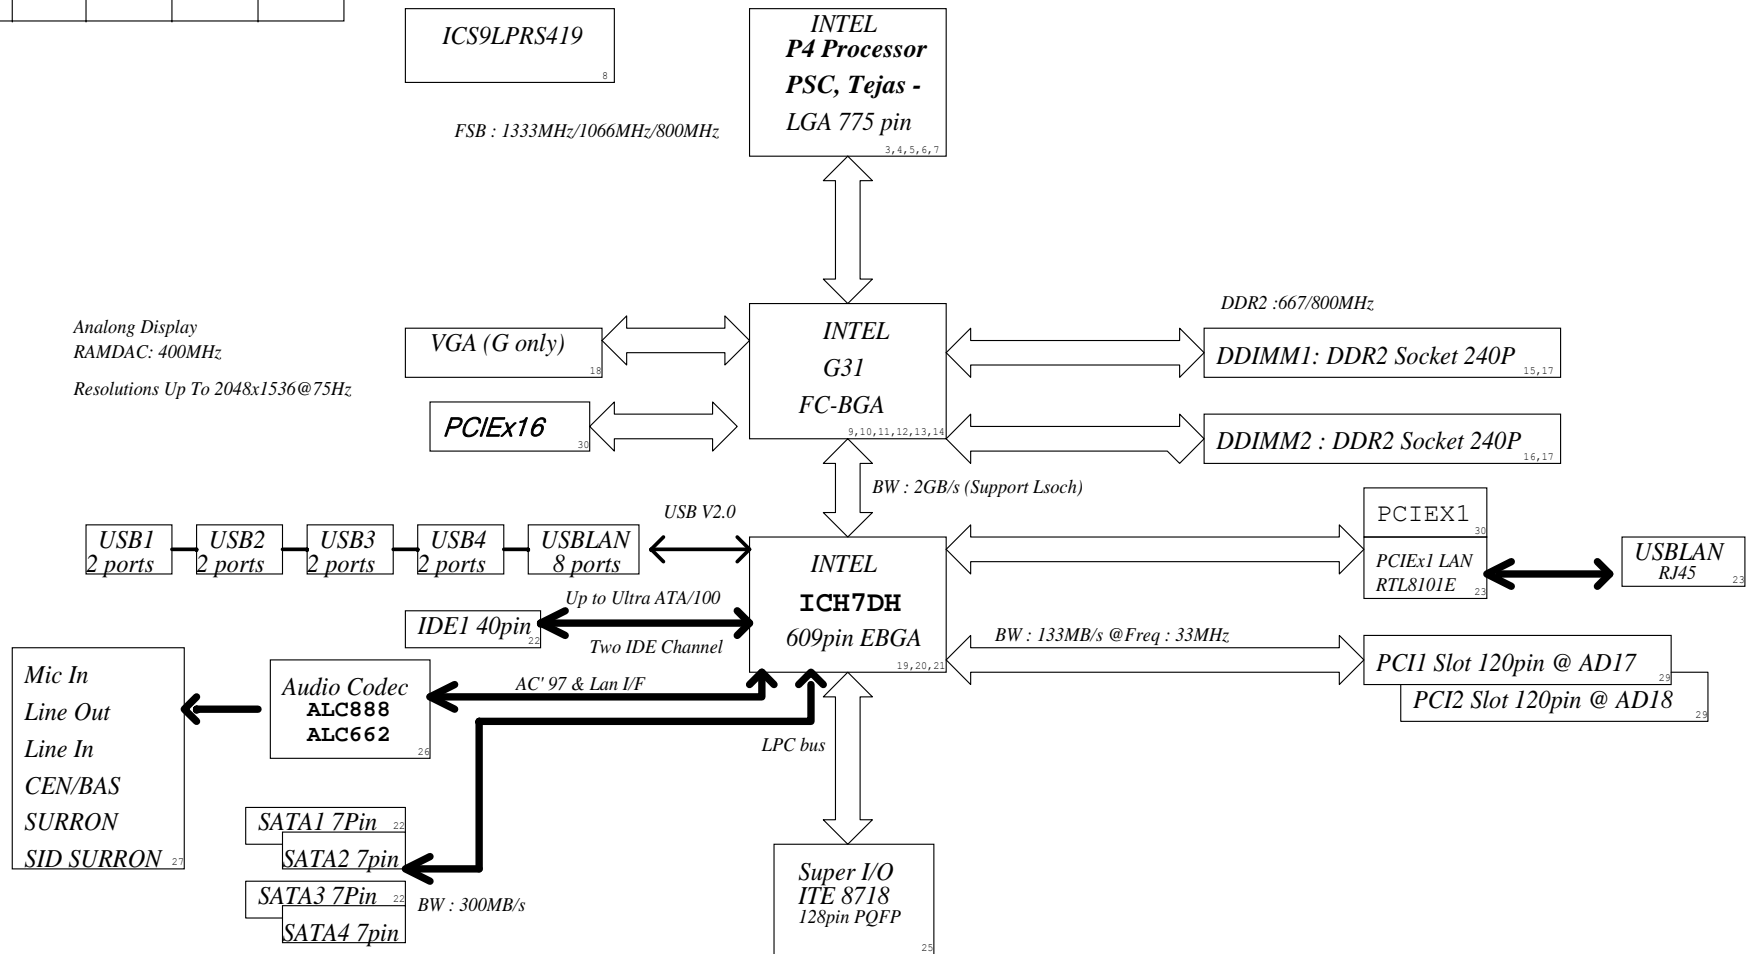 ICS9LPRS419
8
INTEL
P4 Processor
PSC, Tejas -
LGA 775 pin
3,4,5,6,7
FSB : 1333MHz/1066MHz/800MHz
Analong Display
RAMDAC: 400MHz
Resolutions Up To 2048x1536@75Hz
VGA (G only)
18
PCIEx16
30
INTEL
G31
FC-BGA
9,10,11,12,13,14
DDR2 :667/800MHz
DDIMM1: DDR2 Socket 240P
15,17
DDIMM2 : DDR2 Socket 240P
16,17
BW : 2GB/s (Support Lsoch)
USB V2.0
USB1
2 ports
USB2
2 ports
USB3
2 ports
USB4
2 ports
USBLAN
8 ports
INTEL
ICH7DH
609pin EBGA
19,20,21
PCIEX1
30
PCIEx1 LAN
RTL8101E
23
USBLAN
RJ45
23
Up to Ultra ATA/100
IDE1 40pin
22
Two IDE Channel
BW : 133MB/s @Freq : 33MHz
PCI1 Slot 120pin @ AD17
29
PCI2 Slot 120pin @ AD18
29
Mic In
Line Out
Line In
CEN/BAS
SURRON
SID SURRON
27
Audio Codec
ALC888
ALC662
26
AC' 97 & Lan I/F
LPC bus
SATA1 7Pin
22
SATA2 7pin
SATA3 7Pin
22
SATA4 7pin
BW : 300MB/s
Super I/O
ITE 8718
128pin PQFP
25